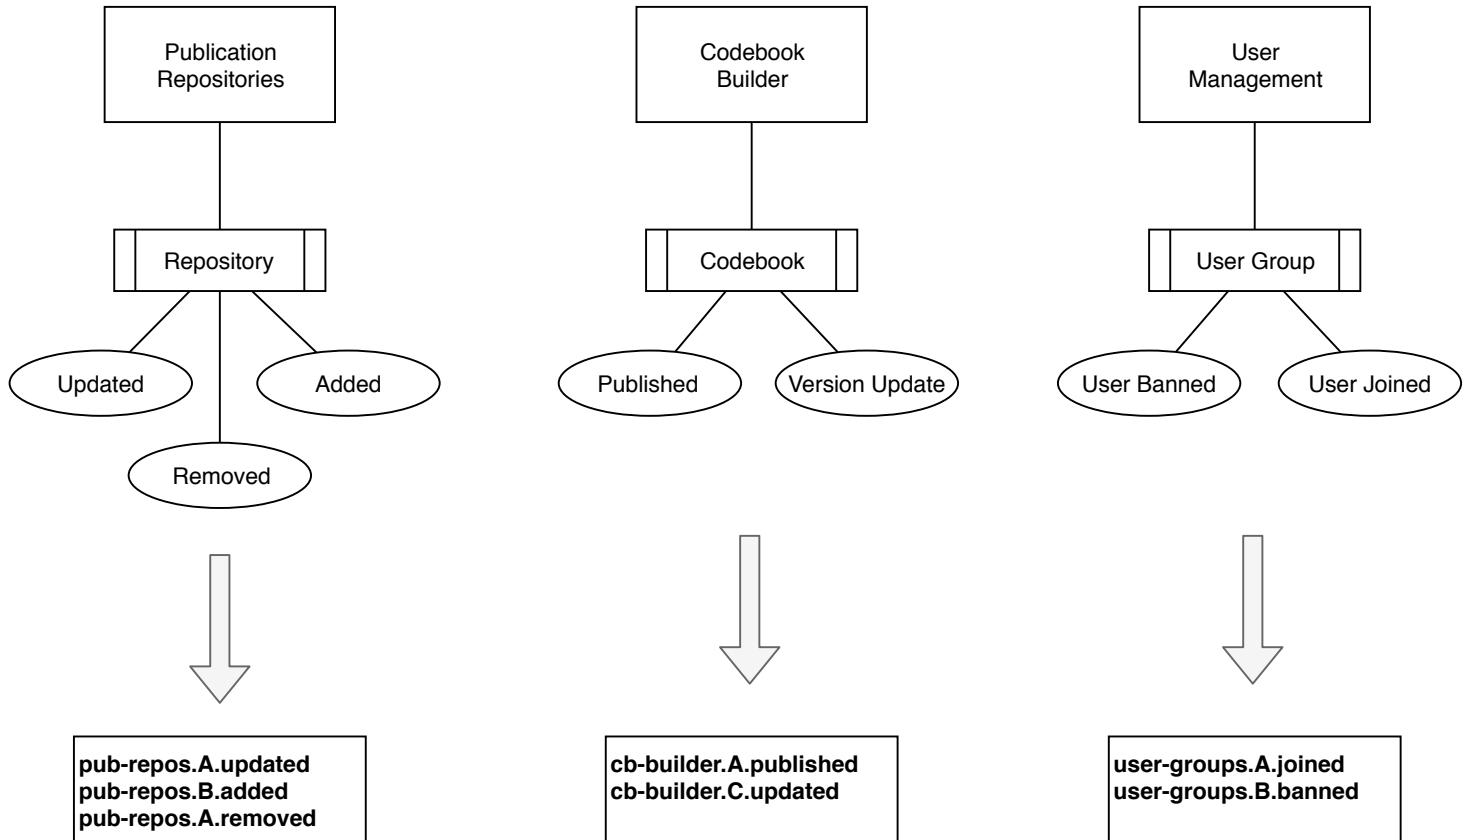 Publication
Repositories
Codebook
Builder
User
Management
Repository
Codebook
User Group
Updated
Added
Published
Version Update
User Banned
User Joined
Removed
pub-repos.A.updated
pub-repos.B.added
pub-repos.A.removed
cb-builder.A.published
cb-builder.C.updated
user-groups.A.joined
user-groups.B.banned